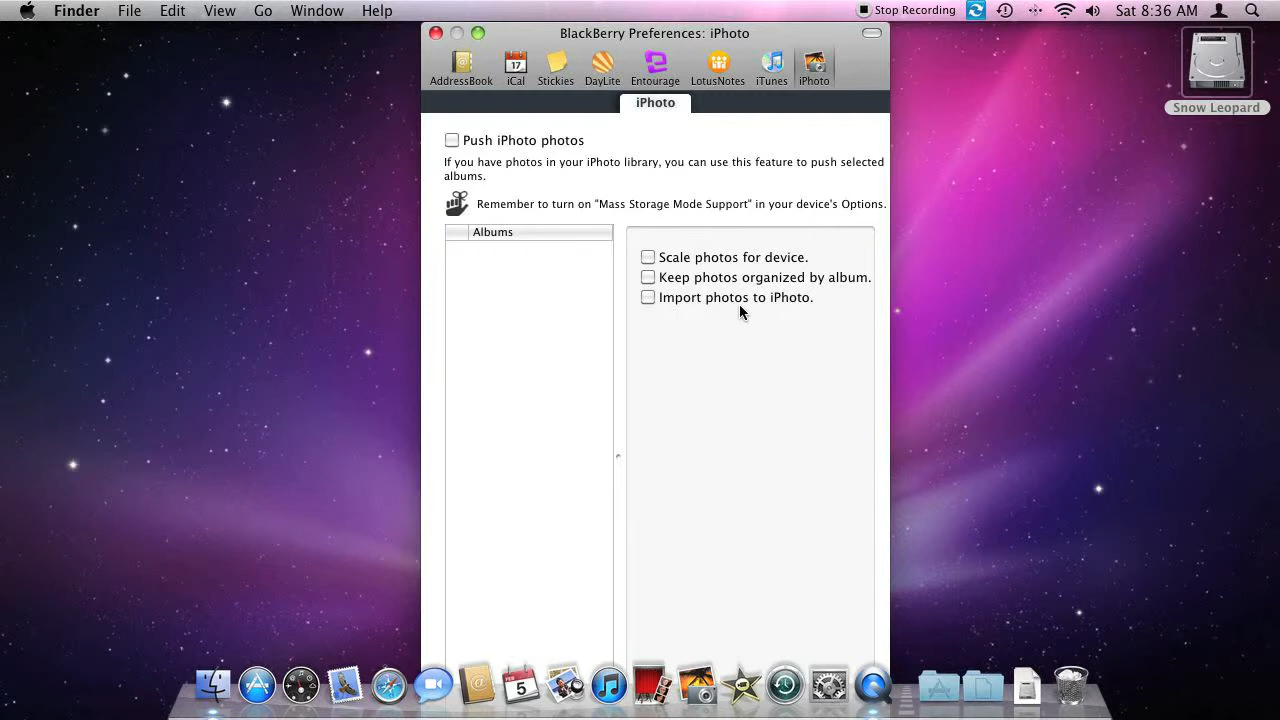 Finder File Edit View Go Window Help Stop Recording Sat 8:36 AM
BlackBerry Preferences: iPhoto
17
AddressBook iCal Stickies DayLite Entourage LotusNotes iTunes iPhoto
Snow Leopard
iPhoto
Push iPhoto photos
If you have photos in your iPhoto library, you can use this feature to push selected
albums.
Remember to turn on "Mass Storage Mode Support" in your device's Options.
Albums
Scale photos for device.
Keep photos organized by album.
Import photos to iPhoto.
5